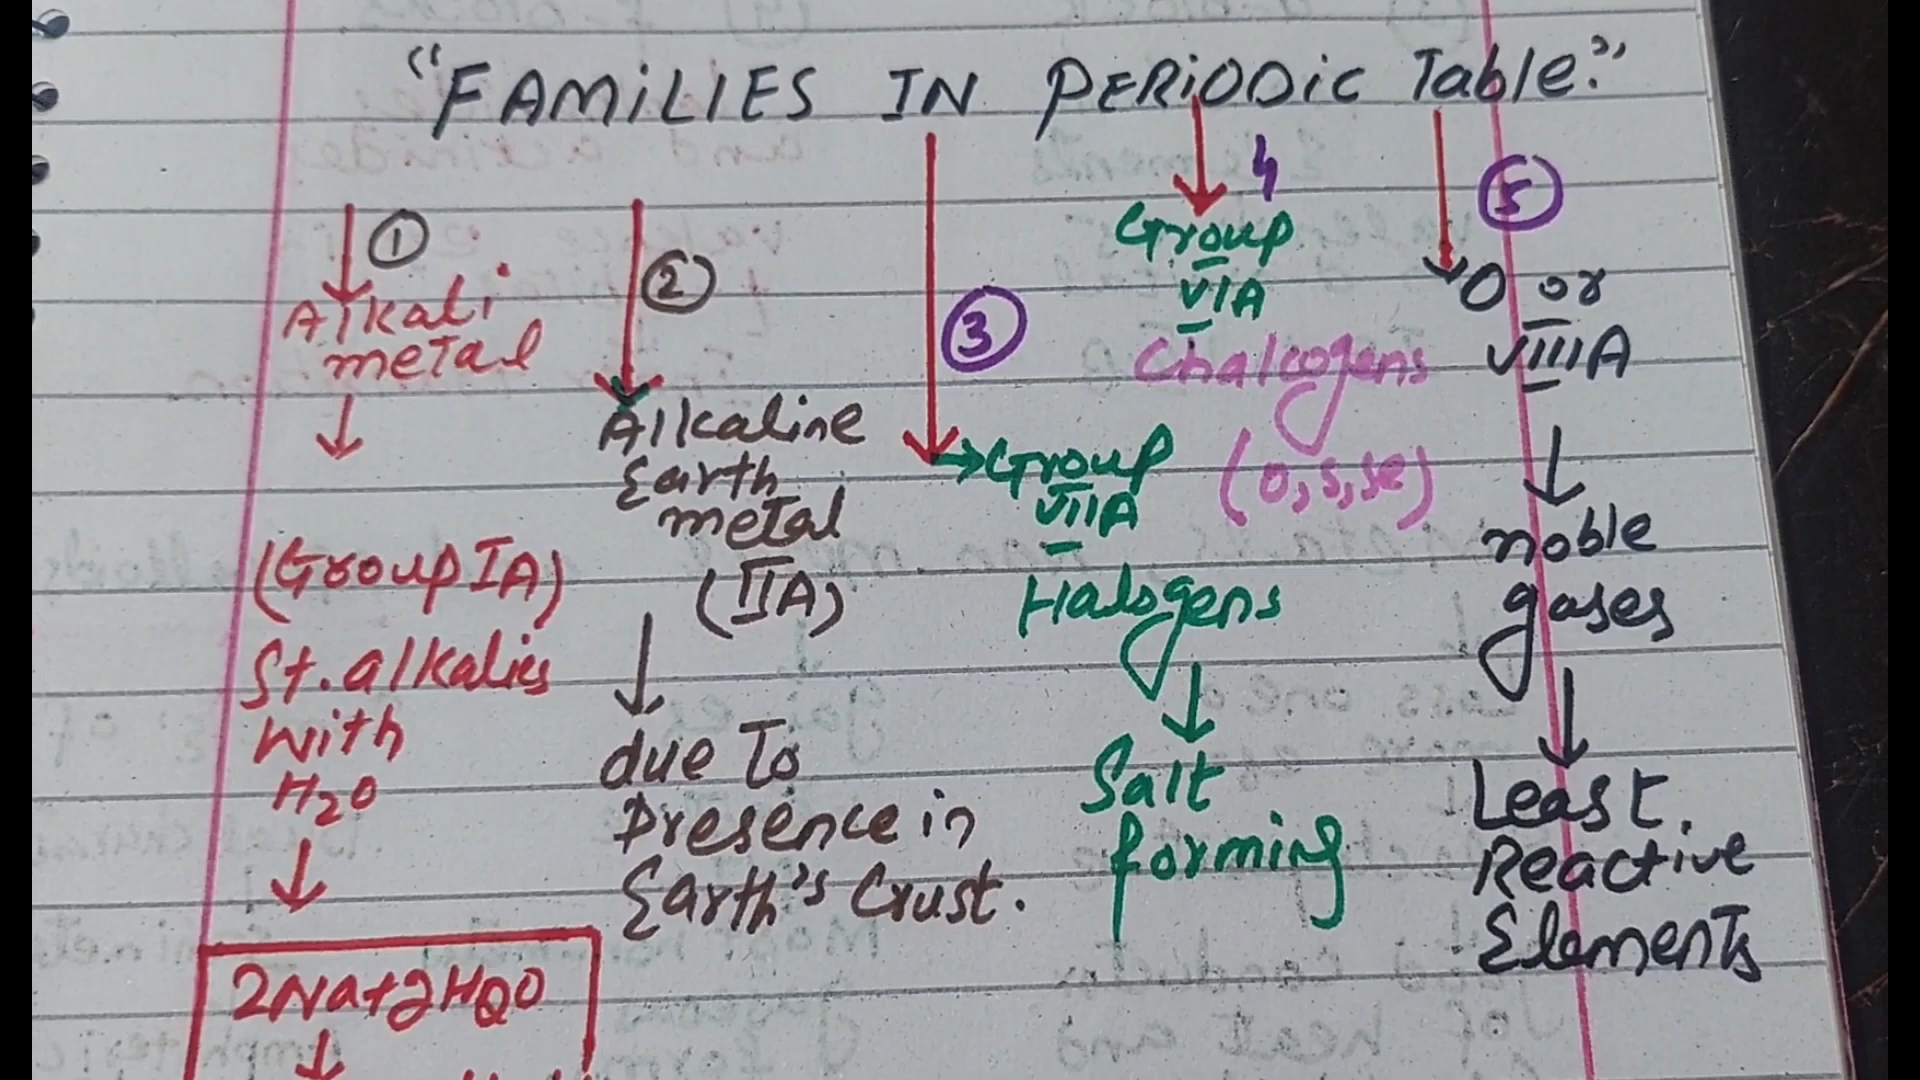 "FAMILIES IN PERIODIC Table."
①
Alkali
metal
(Group IA)
St. alkalies
with
H2O
2Na+2H2O
②
Alkaline
Earth
metal
(IIA)
due To
Presence in
Earth's Crust.
③
Group
VIIA
Halogens
Salt
forming
4
Group
VIA
Chalcogens
(O,S,Se)
⑤
O or
VIIIA
noble
gases
Least
Reactive
Elements